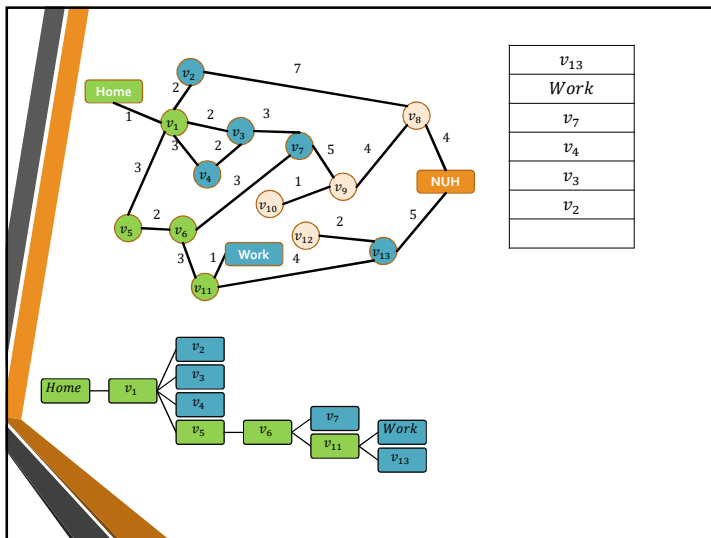 7
v₂
Home
2
1
v₁
2
3
v₃
v₈
3
2
v₇
5
4
4
v₄
3
3
1
v₉
NUH
v₁₀
2
v₅
v₆
2
5
v₁₂
3
1
Work
4
v₁₃
v₁₁
v₁₃
Work
v₇
v₄
v₃
v₂
v₂
Home
v₁
v₃
v₄
v₅
v₆
v₇
v₁₁
Work
v₁₃